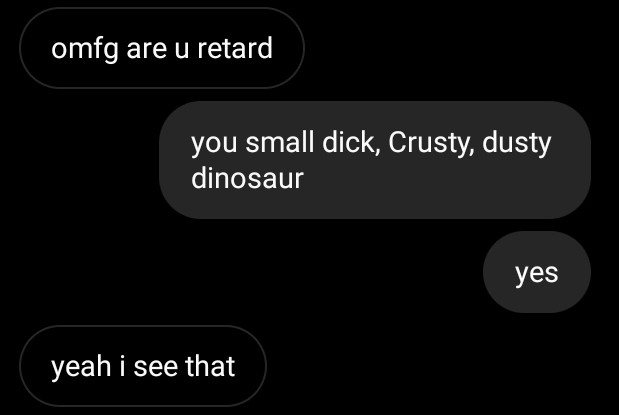 omfg are u retard
you small dick, Crusty, dusty
dinosaur
yes
yeah i see that